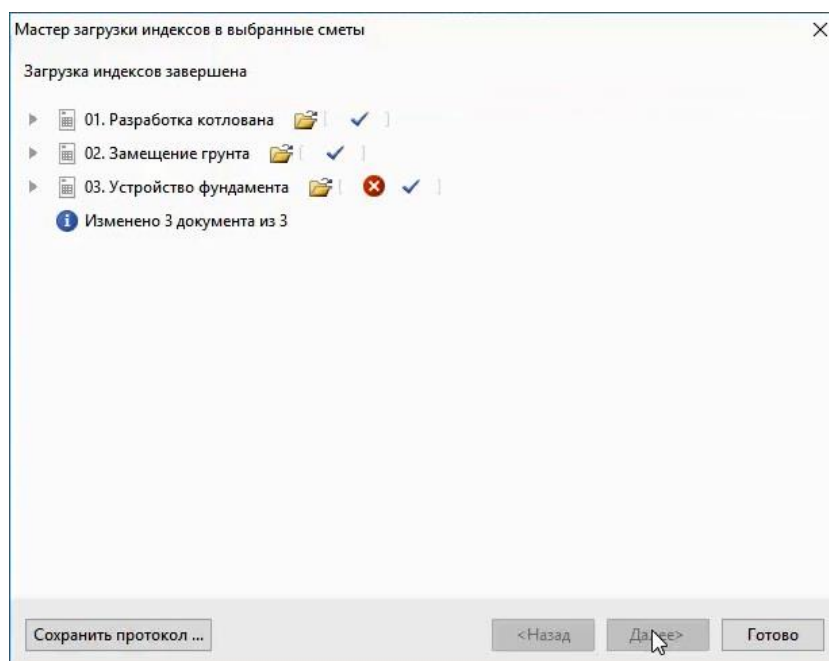 Мастер загрузки индексов в выбранные сметы
Загрузка индексов завершена
01. Разработка котлована [ ]
02. Замещение грунта [ ]
03. Устройство фундамента [ ]
Изменено 3 документа из 3
Сохранить протокол ... <Назад Далее> Готово